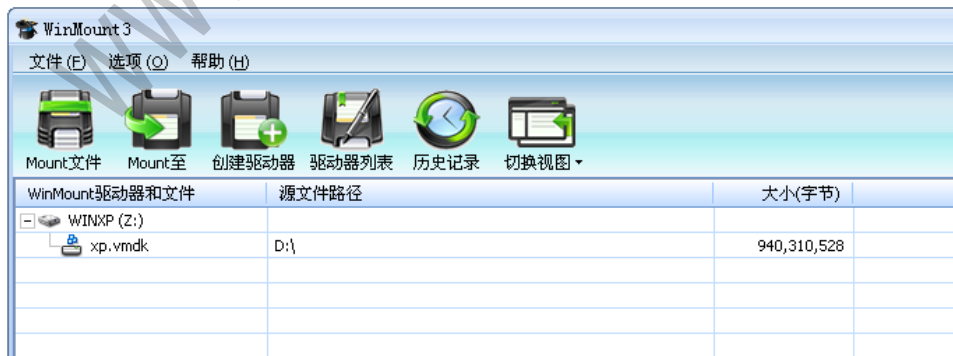 WinMount3
文件(F) 选项(O) 帮助(H)
Mount文件 Mount至 创建驱动器 驱动器列表 历史记录 切换视图
WinMount驱动器和文件 源文件路径 大小(字节)
WINXP (Z:)
xp.vmdk D:\ 940,310,528